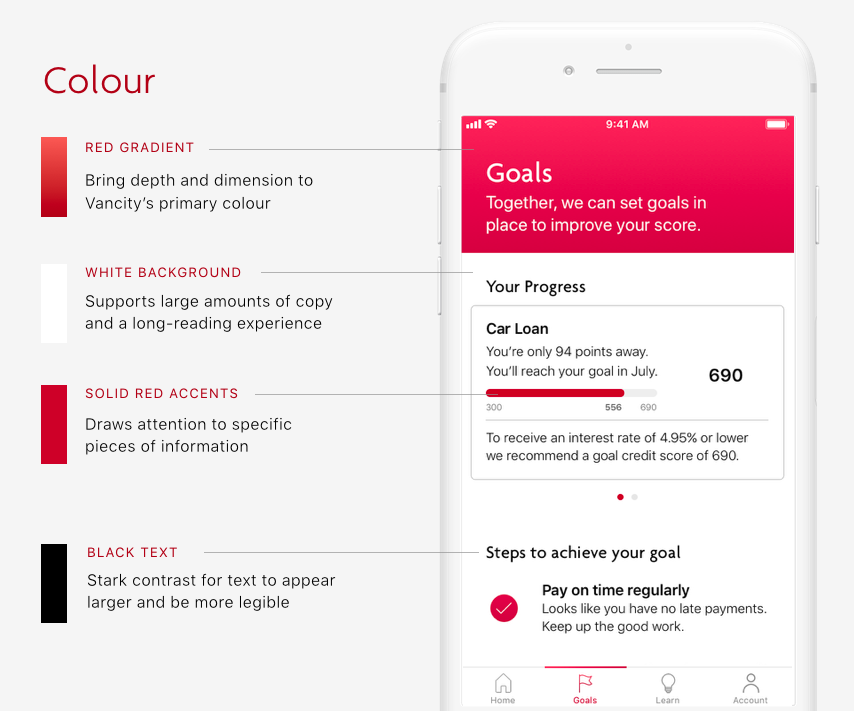 Colour
RED GRADIENT
Bring depth and dimension to
Vancity's primary colour
WHITE BACKGROUND
Supports large amounts of copy
and a long-reading experience
SOLID RED ACCENTS
Draws attention to specific
pieces of information
BLACK TEXT
Stark contrast for text to appear
larger and be more legible
9:41 AM
Goals
Together, we can set goals in
place to improve your score.
Your Progress
Car Loan
You're only 94 points away.
You'll reach your goal in July.
690
300 556 690
To receive an interest rate of 4.95% or lower
we recommend a goal credit score of 690.
Steps to achieve your goal
Pay on time regularly
Looks like you have no late payments.
Keep up the good work.
Home Goals Learn Account